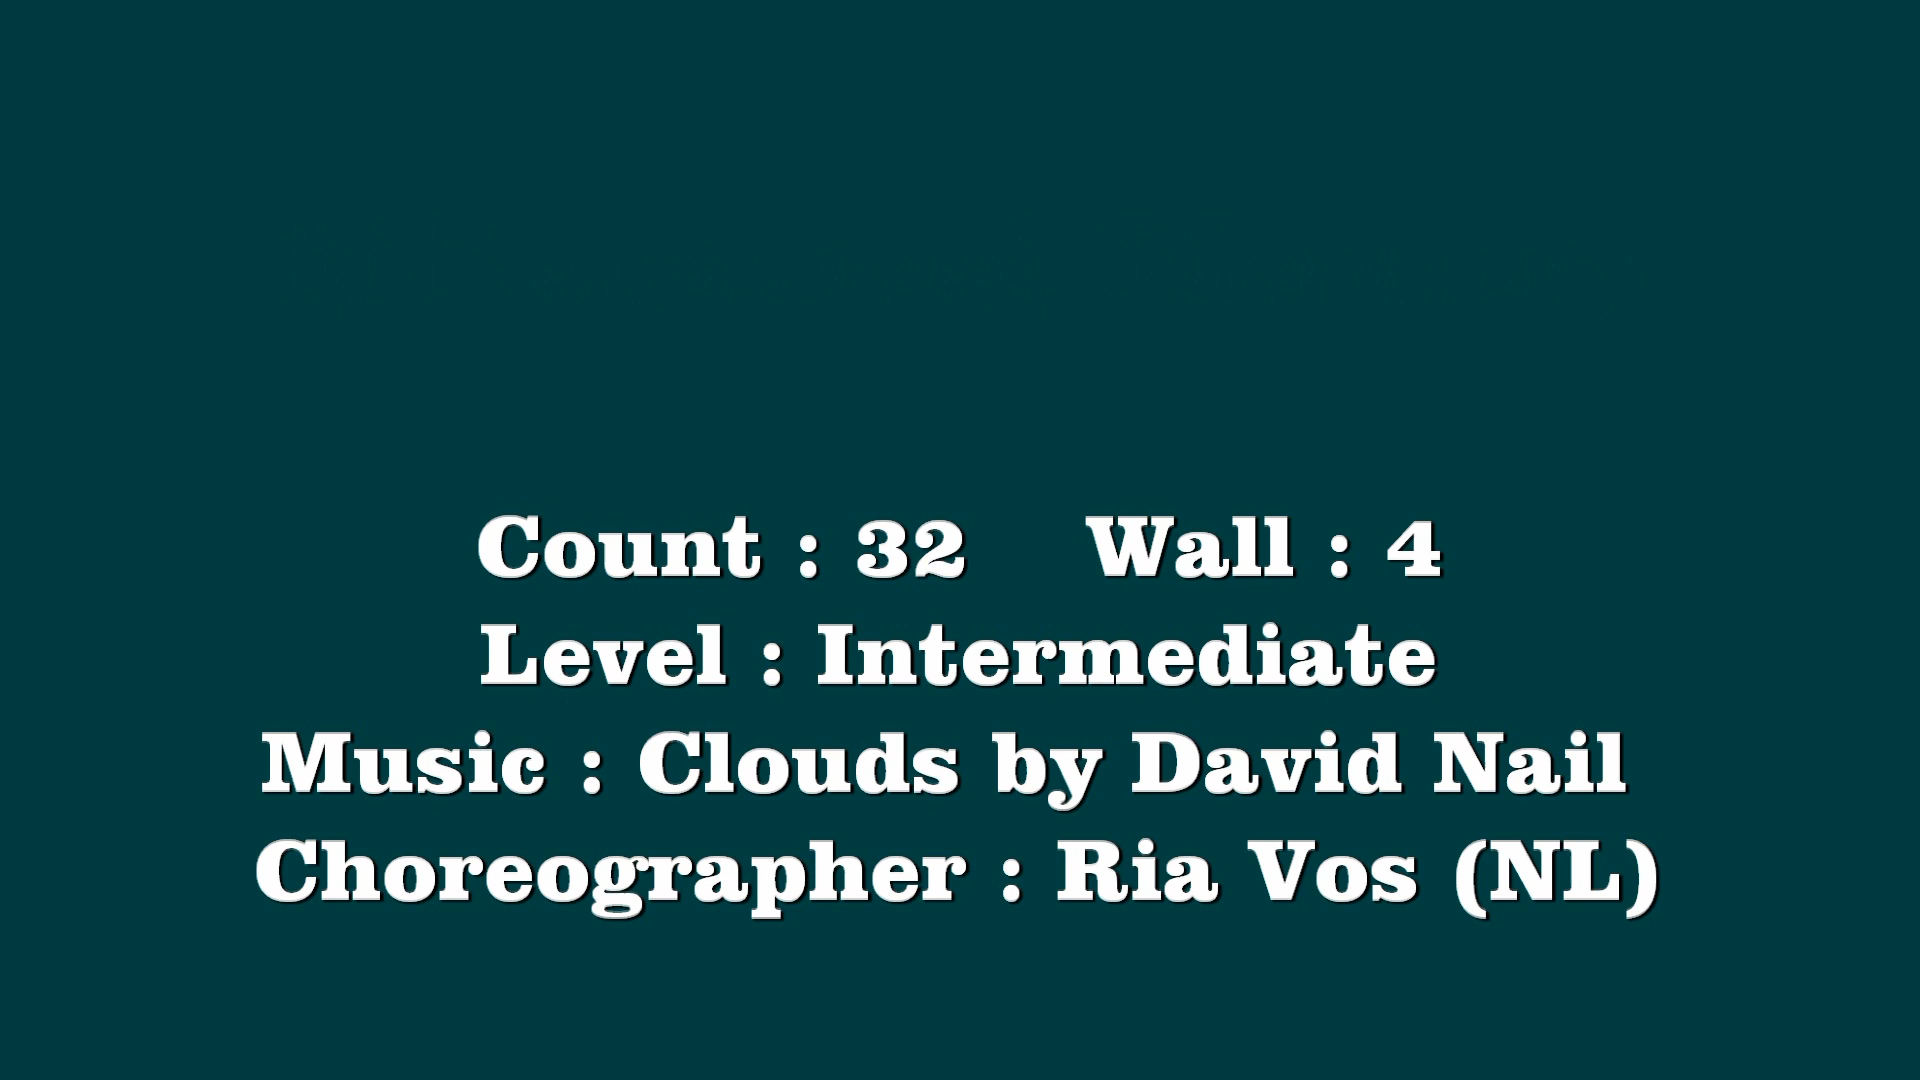 Count : 32 Wall : 4
Level : Intermediate
Music : Clouds by David Nail
Choreographer : Ria Vos (NL)